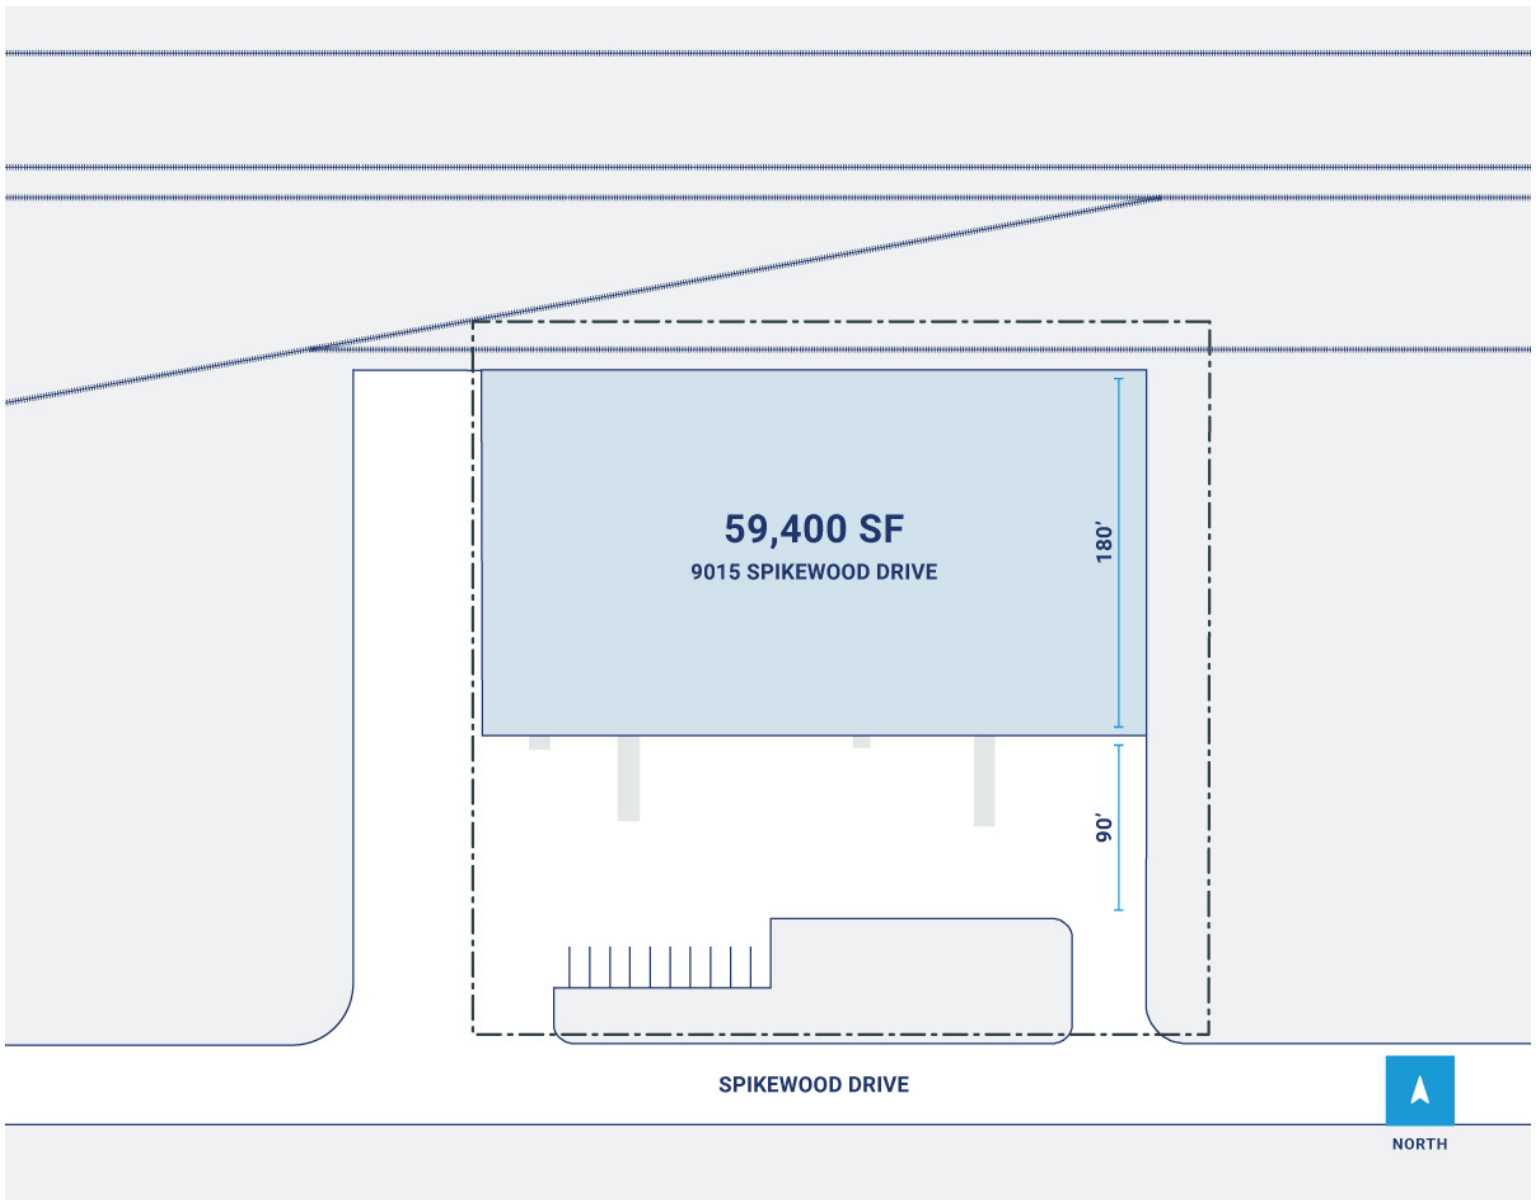 59,400 SF
9015 SPIKEWOOD DRIVE
180’
90’
SPIKEWOOD DRIVE
NORTH